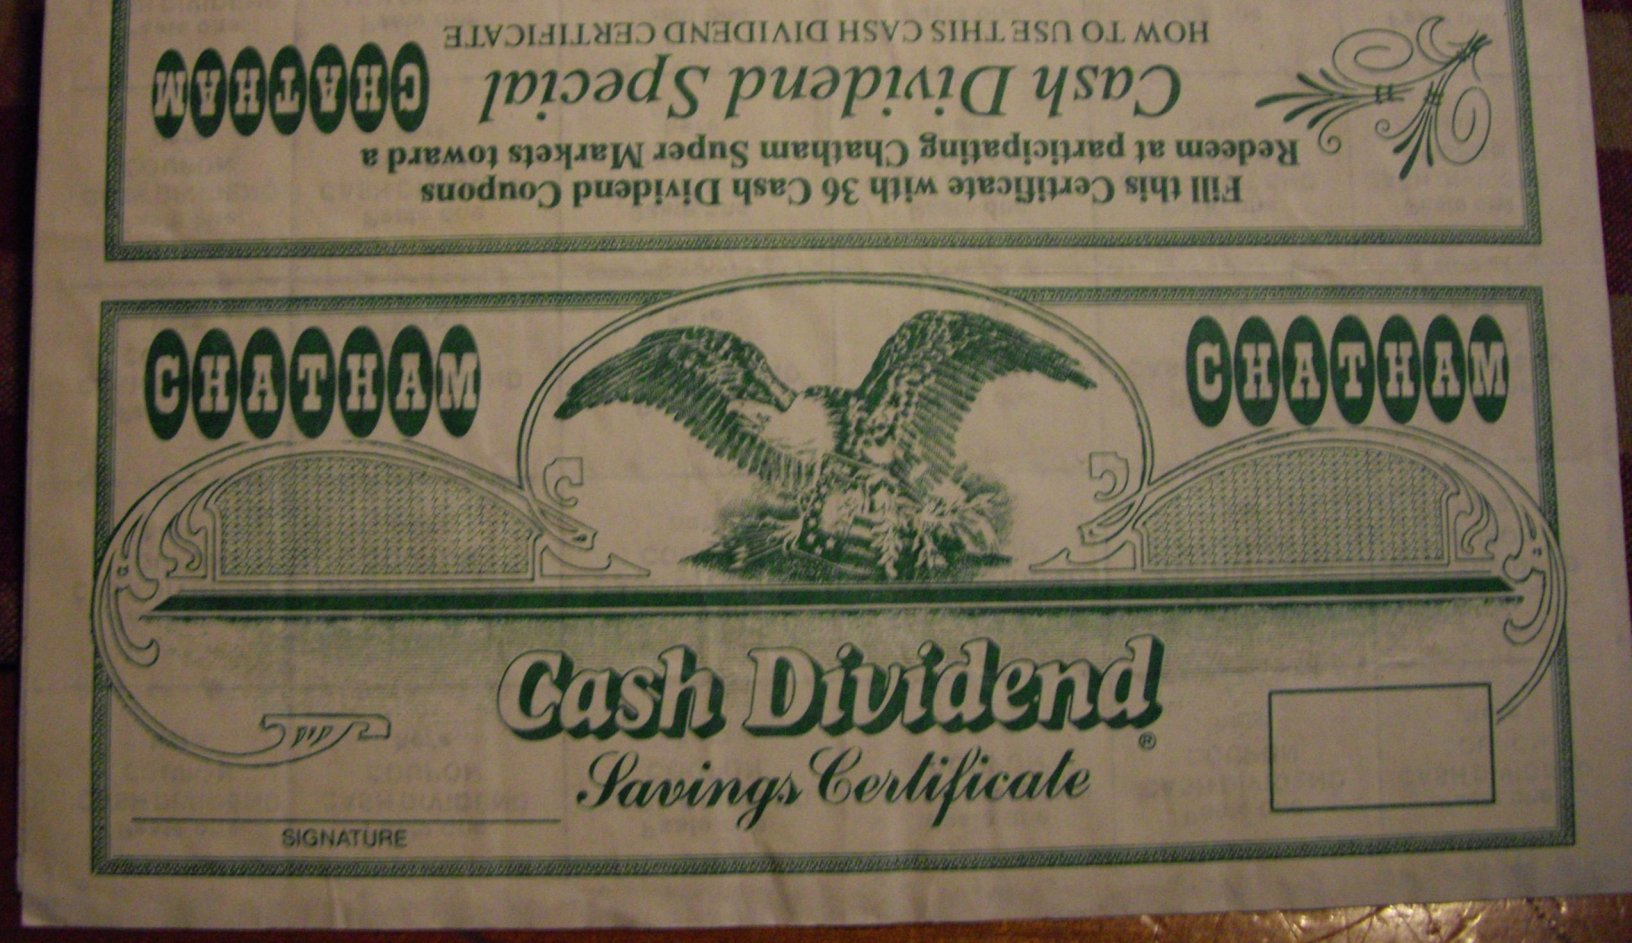 HOW TO USE THIS CASH DIVIDEND CERTIFICATE
Cash Dividend Special
CHATHAM
Redeem at participating Chatham Super Markets toward a
Fill this Certificate with 36 Cash Dividend Coupons
CHATHAM
CHATHAM
Cash Dividend®
Savings Certificate
SIGNATURE